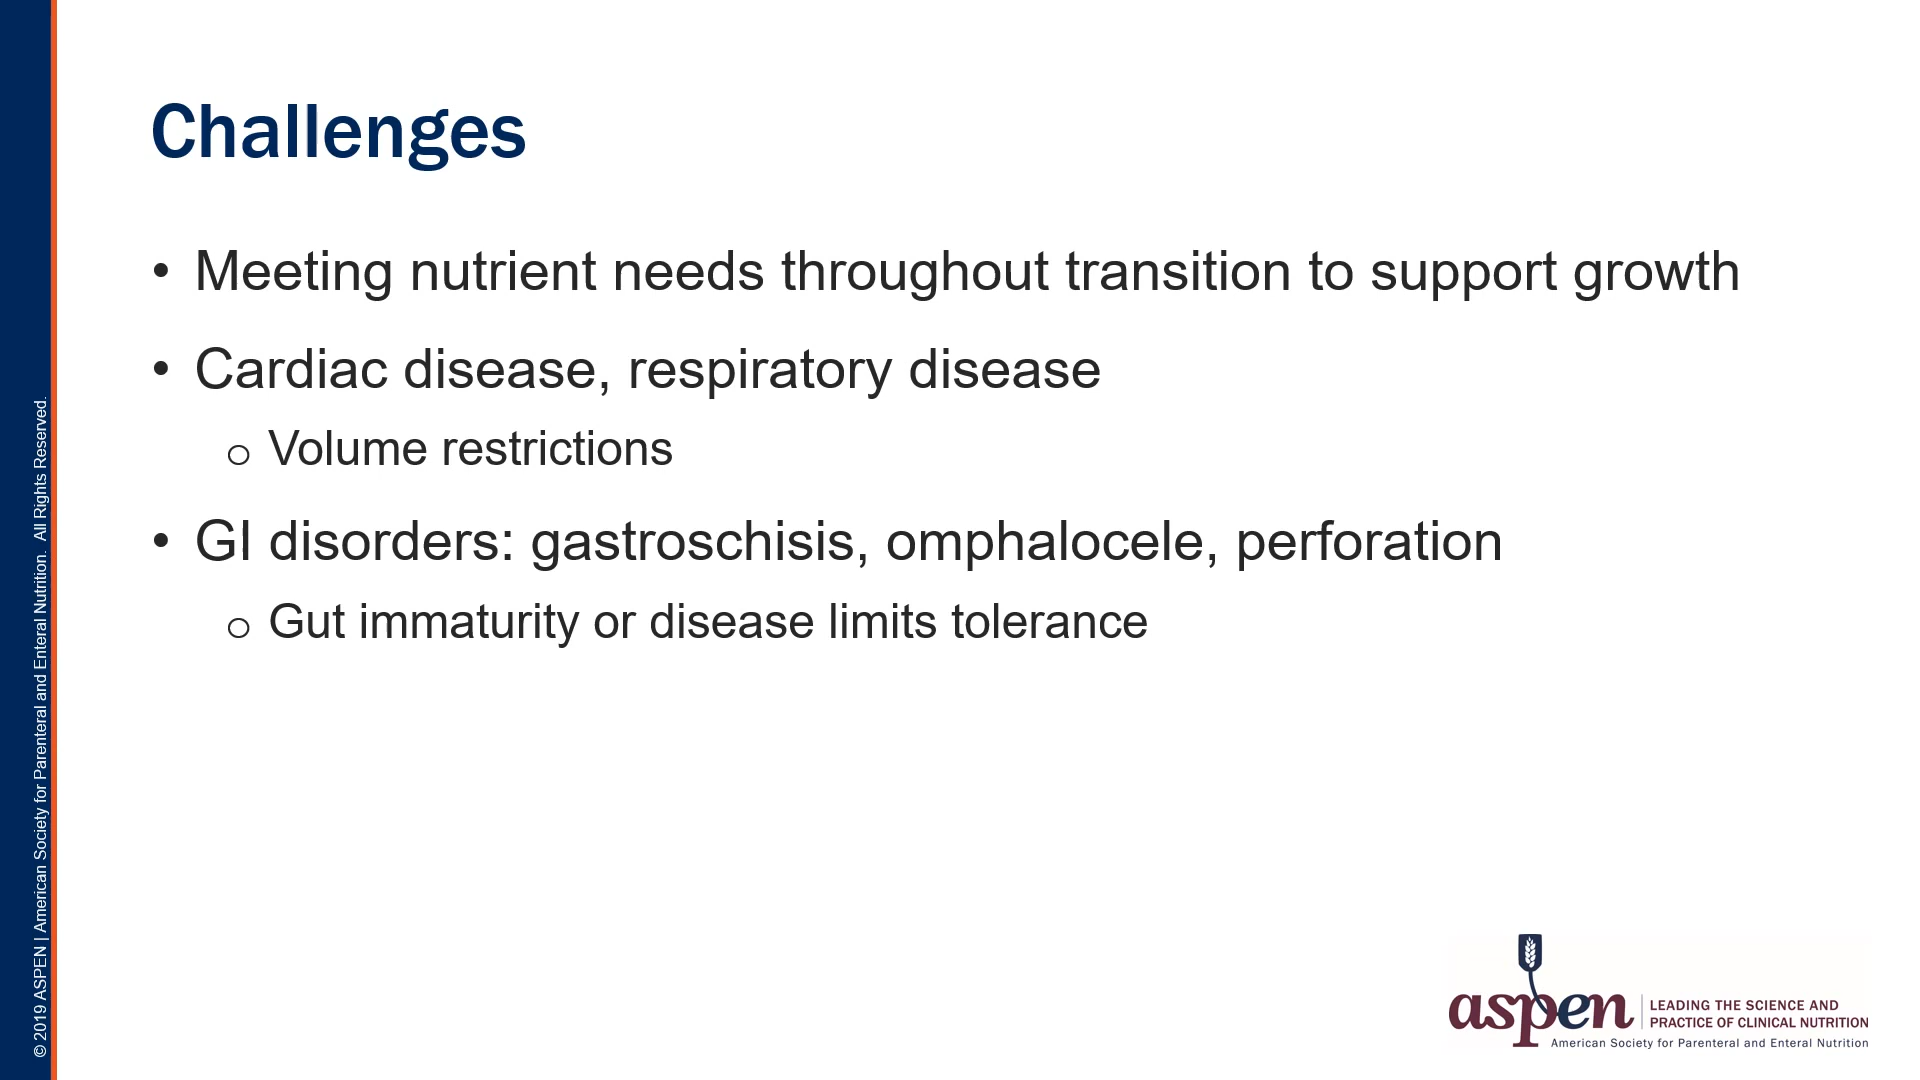 Challenges
• Meeting nutrient needs throughout transition to support growth
• Cardiac disease, respiratory disease
o Volume restrictions
• GI disorders: gastroschisis, omphalocele, perforation
o Gut immaturity or disease limits tolerance
© 2019 ASPEN | American Society for Parenteral and Enteral Nutrition. All Rights Reserved.
aspen
LEADING THE SCIENCE AND
PRACTICE OF CLINICAL NUTRITION
American Society for Parenteral and Enteral Nutrition